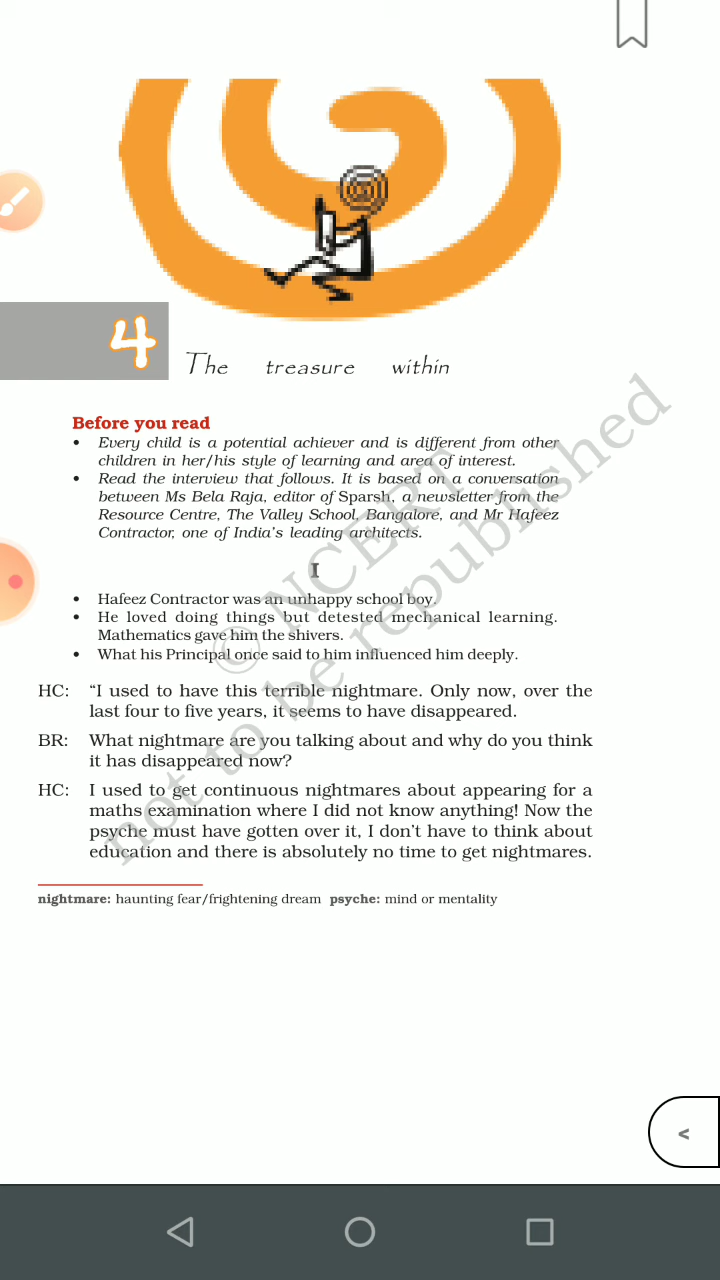 4
The treasure within
Before you read
• Every child is a potential achiever and is different from other
children in her/his style of learning and area of interest.
• Read the interview that follows. It is based on a conversation
between Ms Bela Raja, editor of Sparsh, a newsletter from the
Resource Centre, The Valley School, Bangalore, and Mr Hafeez
Contractor, one of India's leading architects.
I
• Hafeez Contractor was an unhappy school boy.
• He loved doing things but detested mechanical learning.
Mathematics gave him the shivers.
• What his Principal once said to him influenced him deeply.
HC: “I used to have this terrible nightmare. Only now, over the
last four to five years, it seems to have disappeared.
BR: What nightmare are you talking about and why do you think
it has disappeared now?
HC: I used to get continuous nightmares about appearing for a
maths examination where I did not know anything! Now the
psyche must have gotten over it, I don't have to think about
education and there is absolutely no time to get nightmares.
nightmare: haunting fear/frightening dream psyche: mind or mentality
© NCERT
not to be republished
<